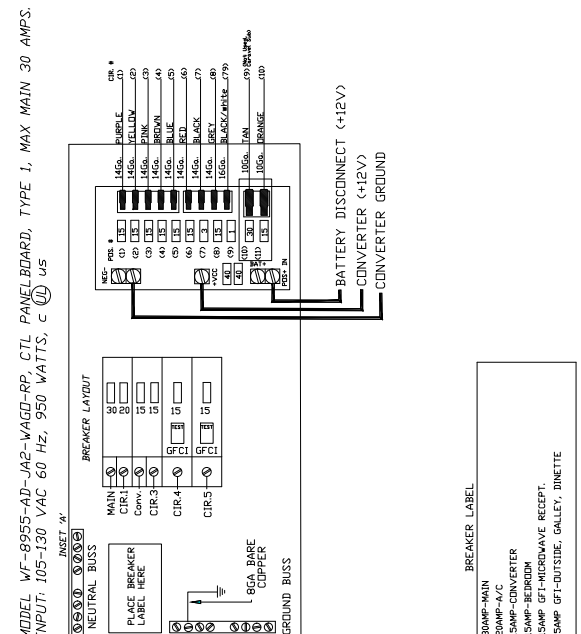 MODEL WF-8955-AD-JA2-WAGO-RP, CTL PANELBOARD, TYPE 1, MAX MAIN 30 AMPS.
INPUT: 105-130 VAC 60 Hz, 950 WATTS, c UL us
INSET 'A'
NEUTRAL BUSS
PLACE BREAKER
LABEL HERE
8GA BARE
COPPER
GROUND BUSS
BREAKER LAYOUT
MAIN 30
CIR.1 20
Conv. 15
CIR.3 15
CIR.4 GFCI TEST 15
CIR.5 GFCI TEST 15
NEG-
POS. #
CIR. #
(1) 15 14Ga. PURPLE (1)
(2) 15 14Ga. YELLOW (2)
(3) 15 14Ga. PINK (3)
(4) 15 14Ga. BROWN (4)
(5) 15 14Ga. BLUE (5)
(6) 15 14Ga. RED (6)
(7) 3 14Ga. BLACK (7)
(8) 15 14Ga. GREY (8)
(9) 1 16Ga. BLACK/white (79)
(10) 30 10Ga. TAN (9) (Not Used
Caravel Side)
(11) 15 10Ga. ORANGE (10)
+VCC
40
40
BAT+
POS+ IN
BATTERY DISCONNECT (+12V)
CONVERTER (+12V)
CONVERTER GROUND
BREAKER LABEL
30AMP-MAIN
20AMP-A/C
15AMP-CONVERTER
15AMP-BEDROOM
15AMP GFI-MICROWAVE RECEPT.
15AMP GFI-OUTSIDE, GALLEY, DINETTE